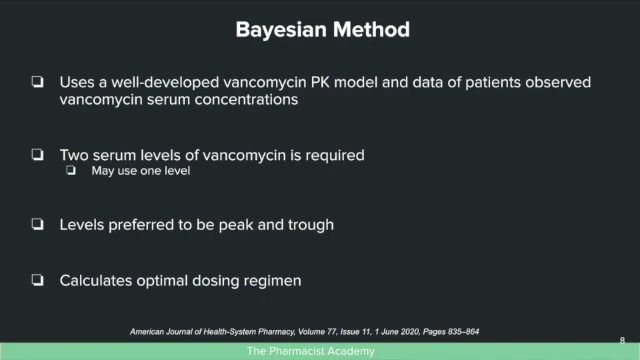 Bayesian Method
❑ Uses a well-developed vancomycin PK model and data of patients observed
vancomycin serum concentrations
❑ Two serum levels of vancomycin is required
❑ May use one level
❑ Levels preferred to be peak and trough
❑ Calculates optimal dosing regimen
American Journal of Health-System Pharmacy, Volume 77, Issue 11, 1 June 2020, Pages 835–864
8
The Pharmacist Academy